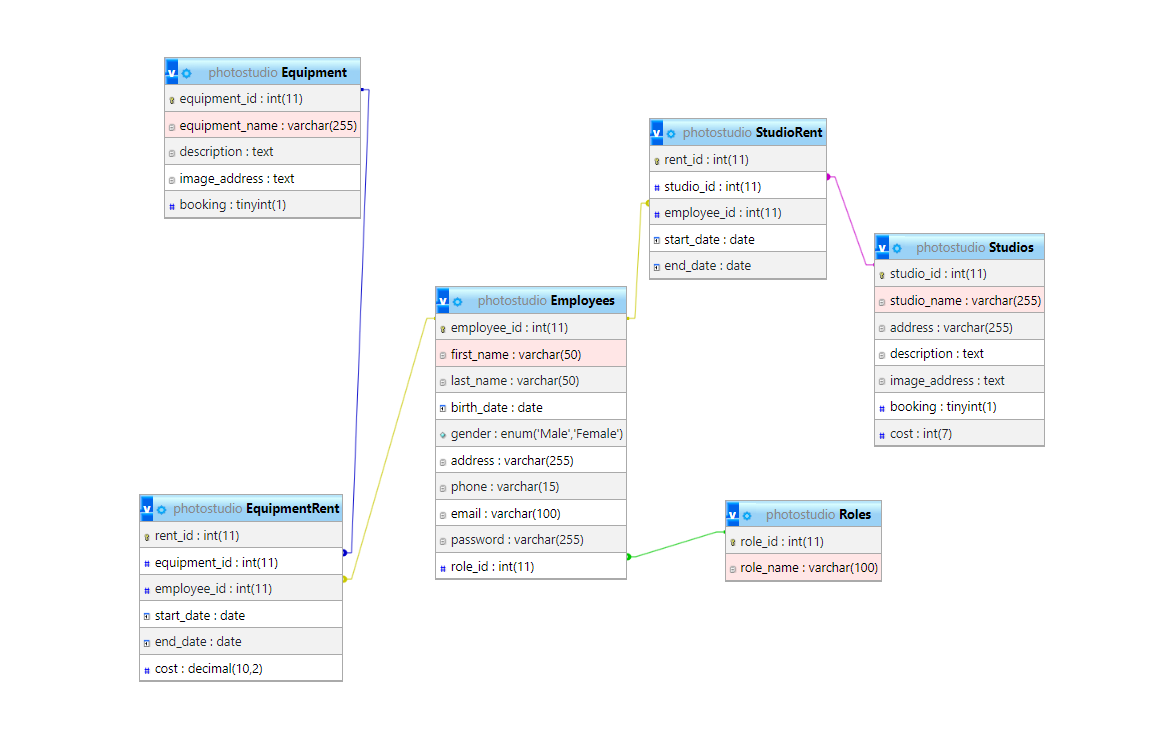 photostudio Equipment
equipment_id : int(11)
equipment_name : varchar(255)
description : text
image_address : text
booking : tinyint(1)
photostudio StudioRent
rent_id : int(11)
studio_id : int(11)
employee_id : int(11)
start_date : date
end_date : date
photostudio Studios
studio_id : int(11)
studio_name : varchar(255)
address : varchar(255)
description : text
image_address : text
booking : tinyint(1)
cost : int(7)
photostudio Employees
employee_id : int(11)
first_name : varchar(50)
last_name : varchar(50)
birth_date : date
gender : enum('Male','Female')
address : varchar(255)
phone : varchar(15)
email : varchar(100)
password : varchar(255)
role_id : int(11)
photostudio EquipmentRent
rent_id : int(11)
equipment_id : int(11)
employee_id : int(11)
start_date : date
end_date : date
cost : decimal(10,2)
photostudio Roles
role_id : int(11)
role_name : varchar(100)